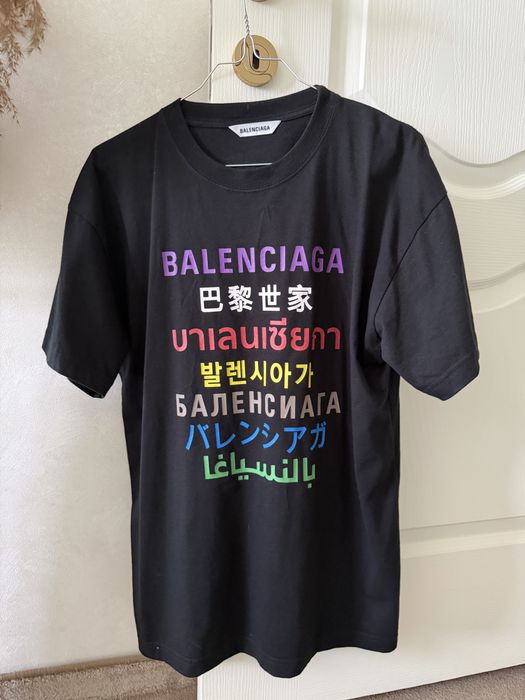 BALENCIAGA
BALENCIAGA
巴黎世家
บาเลนเซียกา
발렌시아가
БАЛЕНСИАГА
バレンシアガ
بالنسياغا